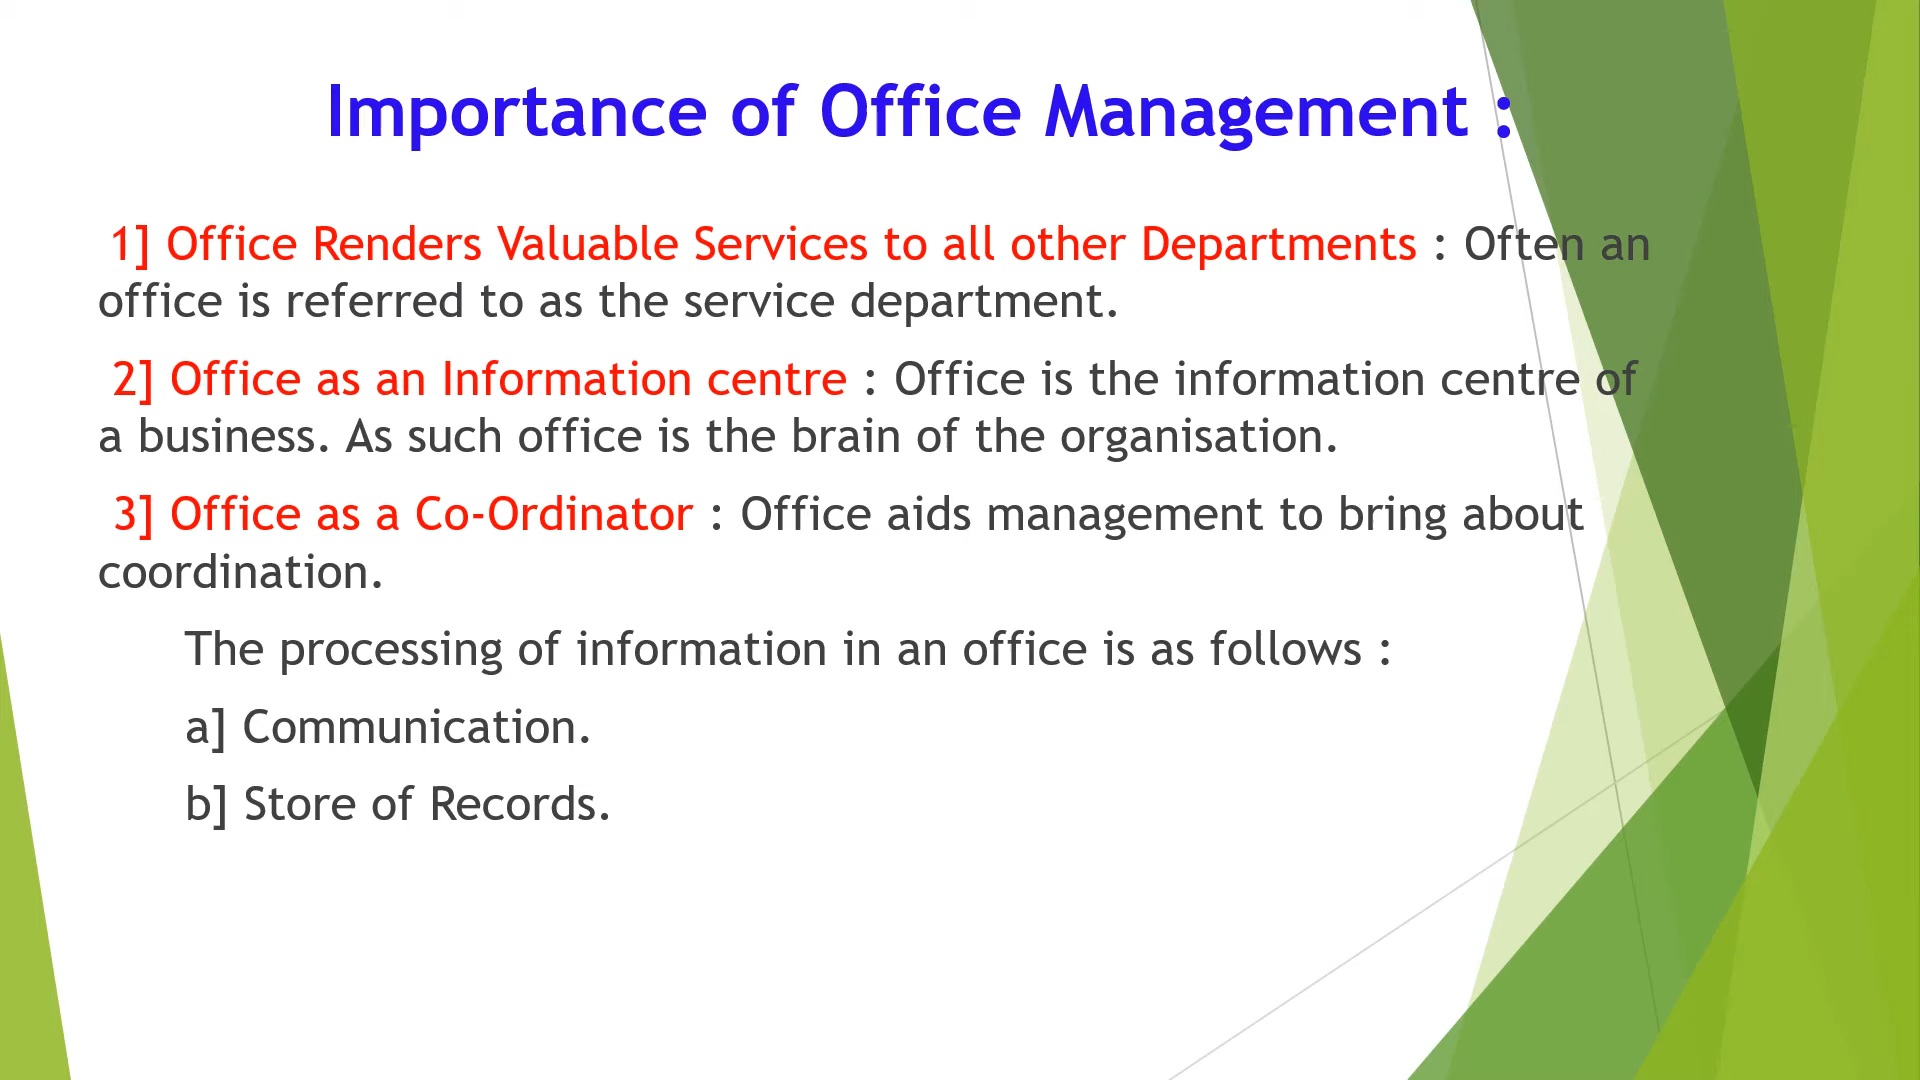 Importance of Office Management :
1] Office Renders Valuable Services to all other Departments : Often an
office is referred to as the service department.
2] Office as an Information centre : Office is the information centre of
a business. As such office is the brain of the organisation.
3] Office as a Co-Ordinator : Office aids management to bring about
coordination.
The processing of information in an office is as follows :
a] Communication.
b] Store of Records.